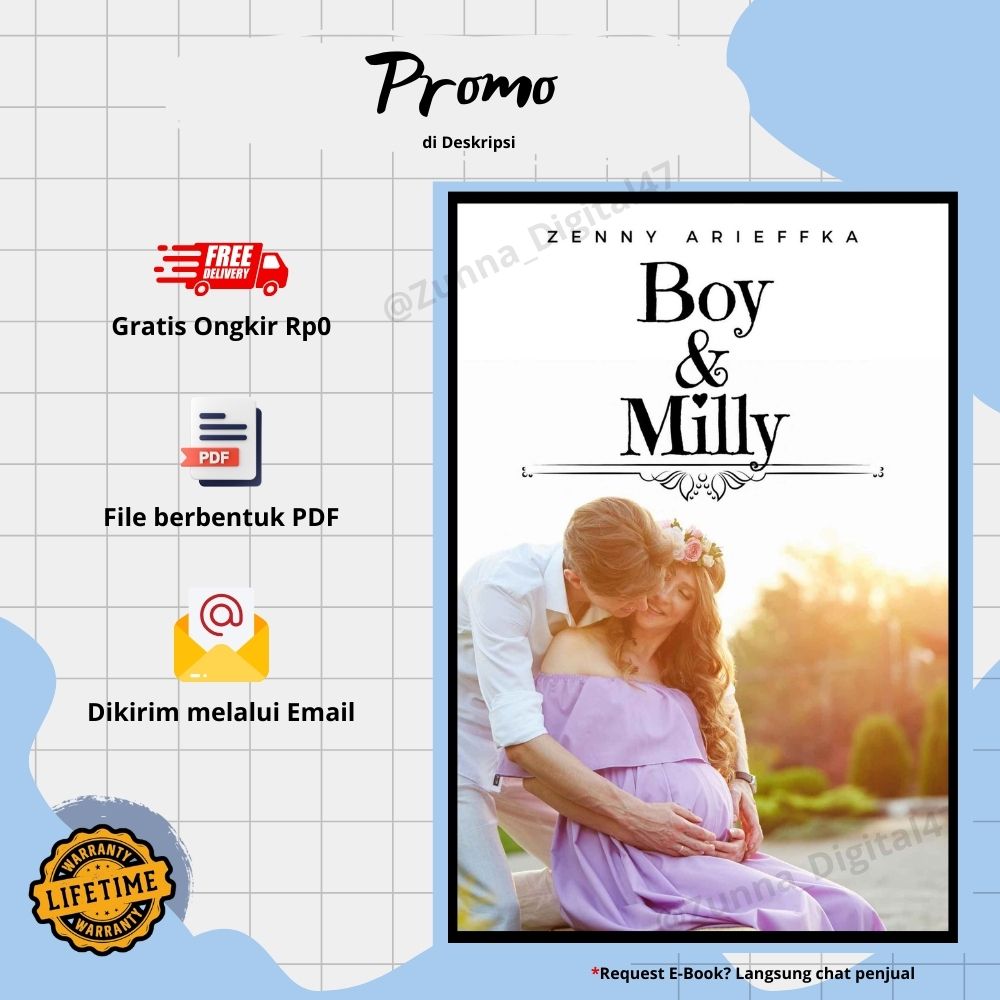 Promo
di Deskripsi
FREE
DELIVERY
Gratis Ongkir Rp0
PDF
File berbentuk PDF
@
Dikirim melalui Email
WARRANTY
LIFETIME
WARRANTY
@Zunna_Digital47
ZENNY ARIEFFKA
Boy
&
Milly
@Zunna_Digital47
*Request E-Book? Langsung chat penjual